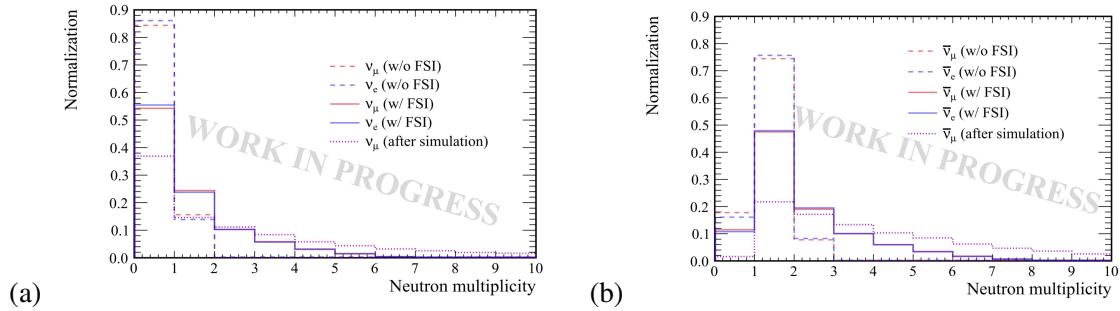 Normalization
0.9
0.8
0.7
0.6
0.5
0.4
0.3
0.2
0.1
0.0
0 1 2 3 4 5 6 7 8 9 10
Neutron multiplicity
ν_μ (w/o FSI)
ν_e (w/o FSI)
ν_μ (w/ FSI)
ν_e (w/ FSI)
ν_μ (after simulation)
WORK IN PROGRESS
(a)
Normalization
0.9
0.8
0.7
0.6
0.5
0.4
0.3
0.2
0.1
0.0
0 1 2 3 4 5 6 7 8 9 10
Neutron multiplicity
ν̅_μ (w/o FSI)
ν̅_e (w/o FSI)
ν̅_μ (w/ FSI)
ν̅_e (w/ FSI)
ν̅_μ (after simulation)
WORK IN PROGRESS
(b)